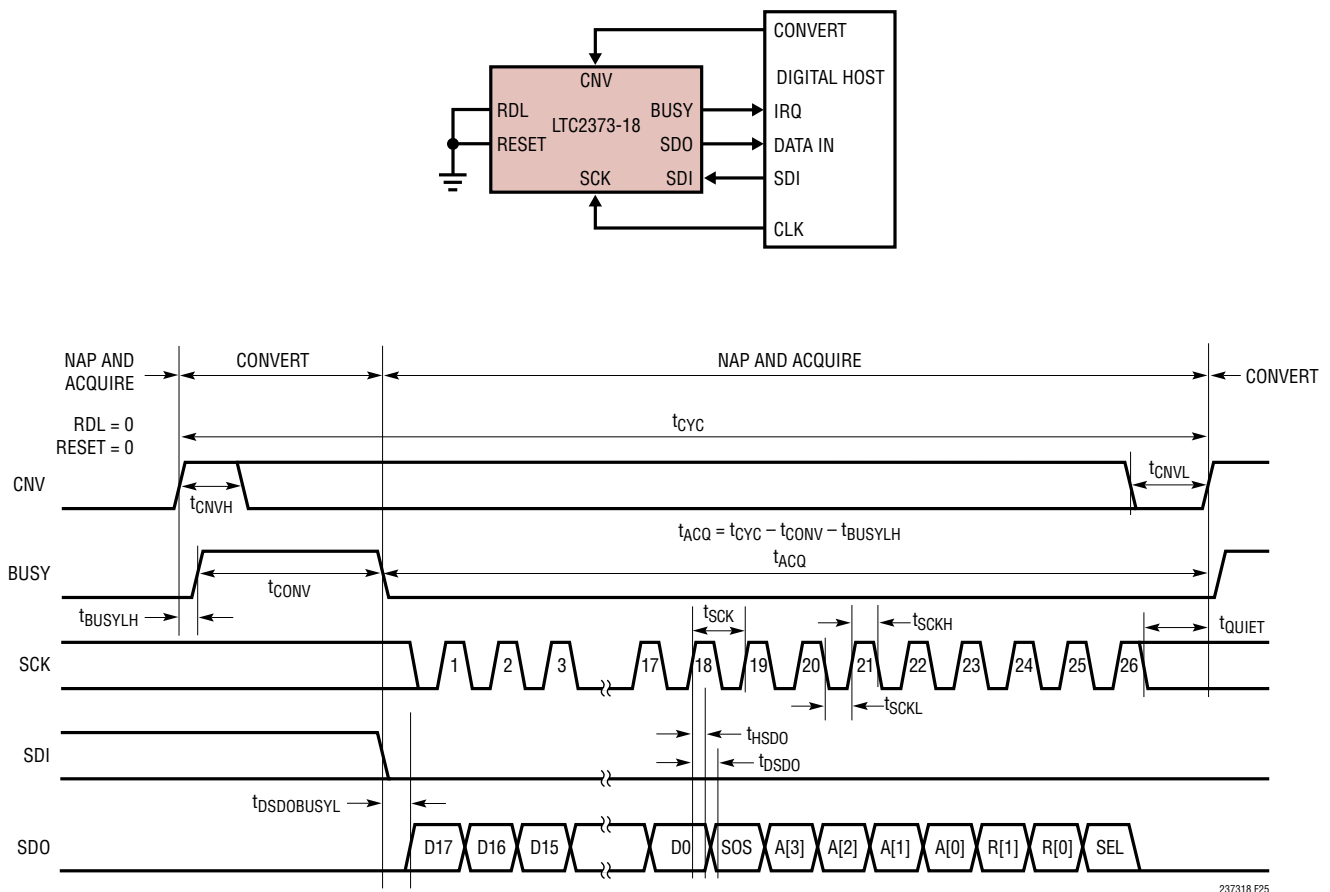 CONVERT
CNV
DIGITAL HOST
RDL
BUSY
IRQ
LTC2373-18
RESET
SDO
DATA IN
SCK
SDI
SDI
CLK
NAP AND
ACQUIRE
CONVERT
NAP AND ACQUIRE
CONVERT
RDL = 0
RESET = 0
tCYC
CNV
tCNVH
tCNVL
tACQ = tCYC – tCONV – tBUSYLH
BUSY
tCONV
tACQ
tBUSYLH
tSCK
tSCKH
tQUIET
SCK
1 2 3 17 18 19 20 21 22 23 24 25 26
tSCKL
tHSDO
SDI
tDSDO
tDSDOBUSYL
SDO
D17 D16 D15 D0 SOS A[3] A[2] A[1] A[0] R[1] R[0] SEL
237318 F25